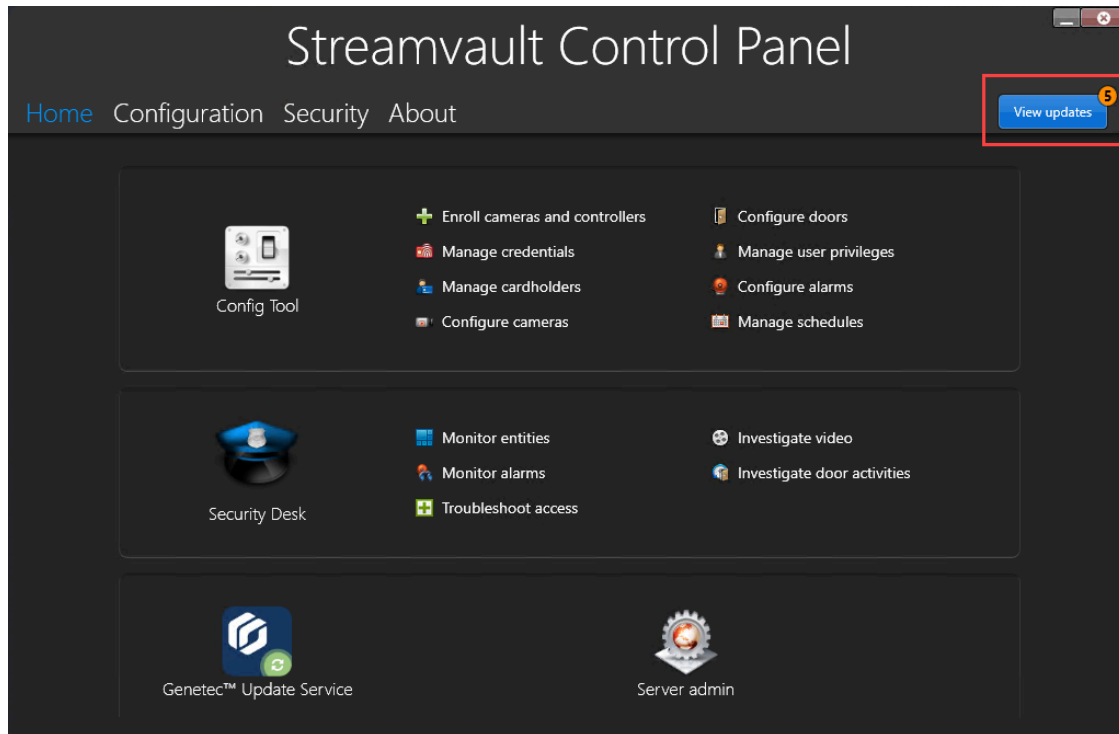 Streamvault Control Panel
Home Configuration Security About
View updates
5
Config Tool
Enroll cameras and controllers
Manage credentials
Manage cardholders
Configure cameras
Configure doors
Manage user privileges
Configure alarms
Manage schedules
Security Desk
Monitor entities
Monitor alarms
Troubleshoot access
Investigate video
Investigate door activities
Genetec™ Update Service
Server admin